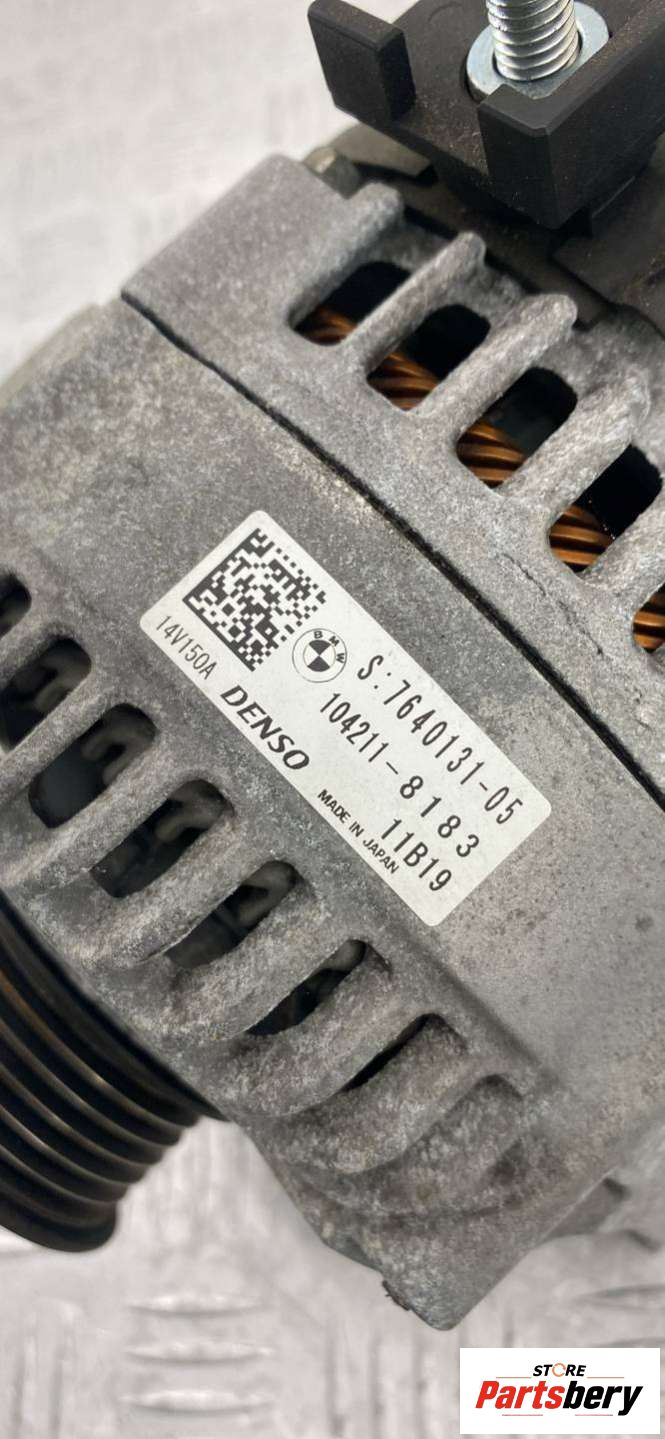 BMW
S:7640131-05
104211-8183
14V150A
DENSO
11B19
MADE IN JAPAN
STORE
Partsbery